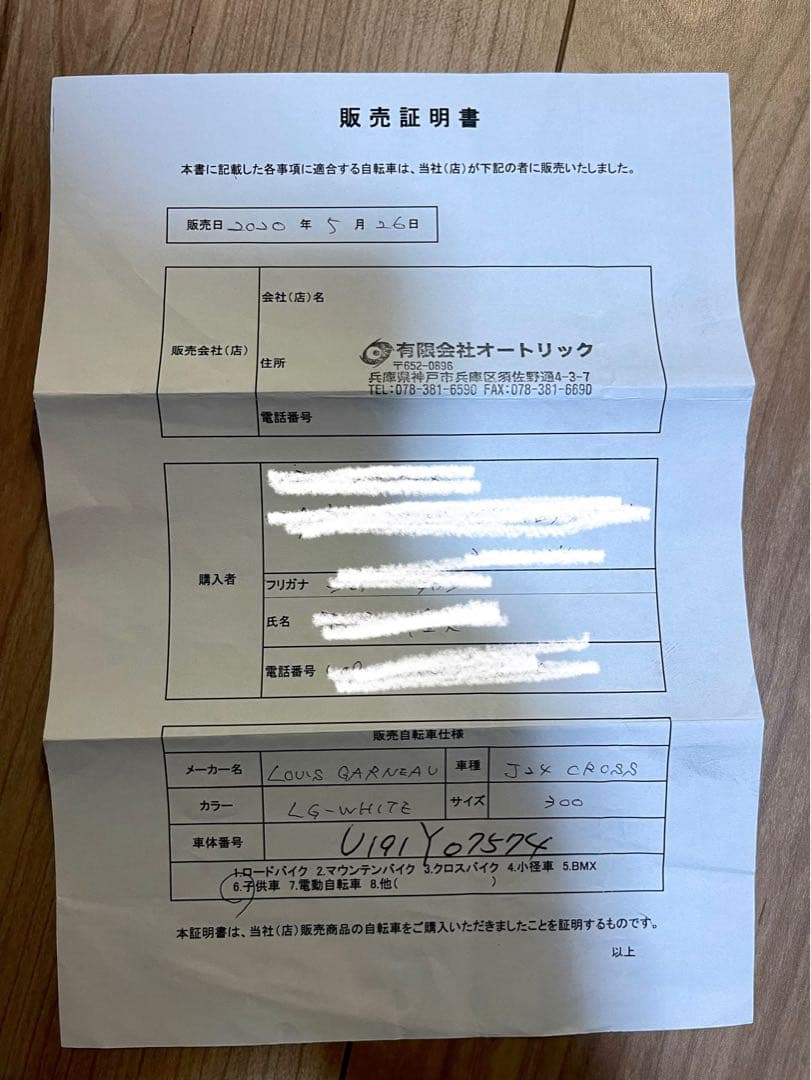 販売証明書
本書に記載した各事項に適合する自転車は、当社(店)が下記の者に販売いたしました。
販売日 2020 年 5 月 26日
販売会社(店)
会社(店)名
住所
有限会社オートリック
〒652-0896
兵庫県神戸市兵庫区須佐野通4-3-7
TEL:078-381-6590 FAX:078-381-6690
電話番号
購入者
フリガナ
氏名
電話番号
販売自転車仕様
メーカー名 LOUIS GARNEAU 車種 J24 CROSS
カラー LG-WHITE サイズ 300
車体番号 U191Y07574
1.ロードバイク 2.マウンテンバイク 3.クロスバイク 4.小径車 5.BMX
6.子供車 7.電動自転車 8.他( )
本証明書は、当社(店)販売商品の自転車をご購入いただきましたことを証明するものです。
以上